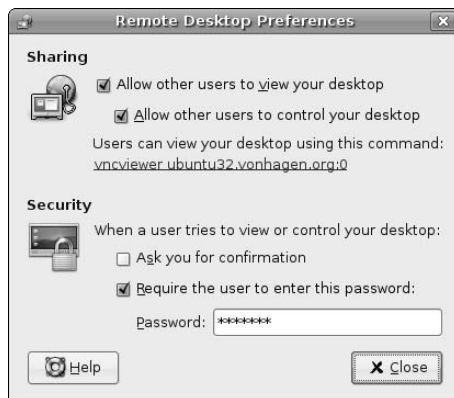 Remote Desktop Preferences
Sharing
Allow other users to view your desktop
Allow other users to control your desktop
Users can view your desktop using this command:
vncviewer ubuntu32.vonhagen.org:0
Security
When a user tries to view or control your desktop:
Ask you for confirmation
Require the user to enter this password:
Password: *******
Help
Close